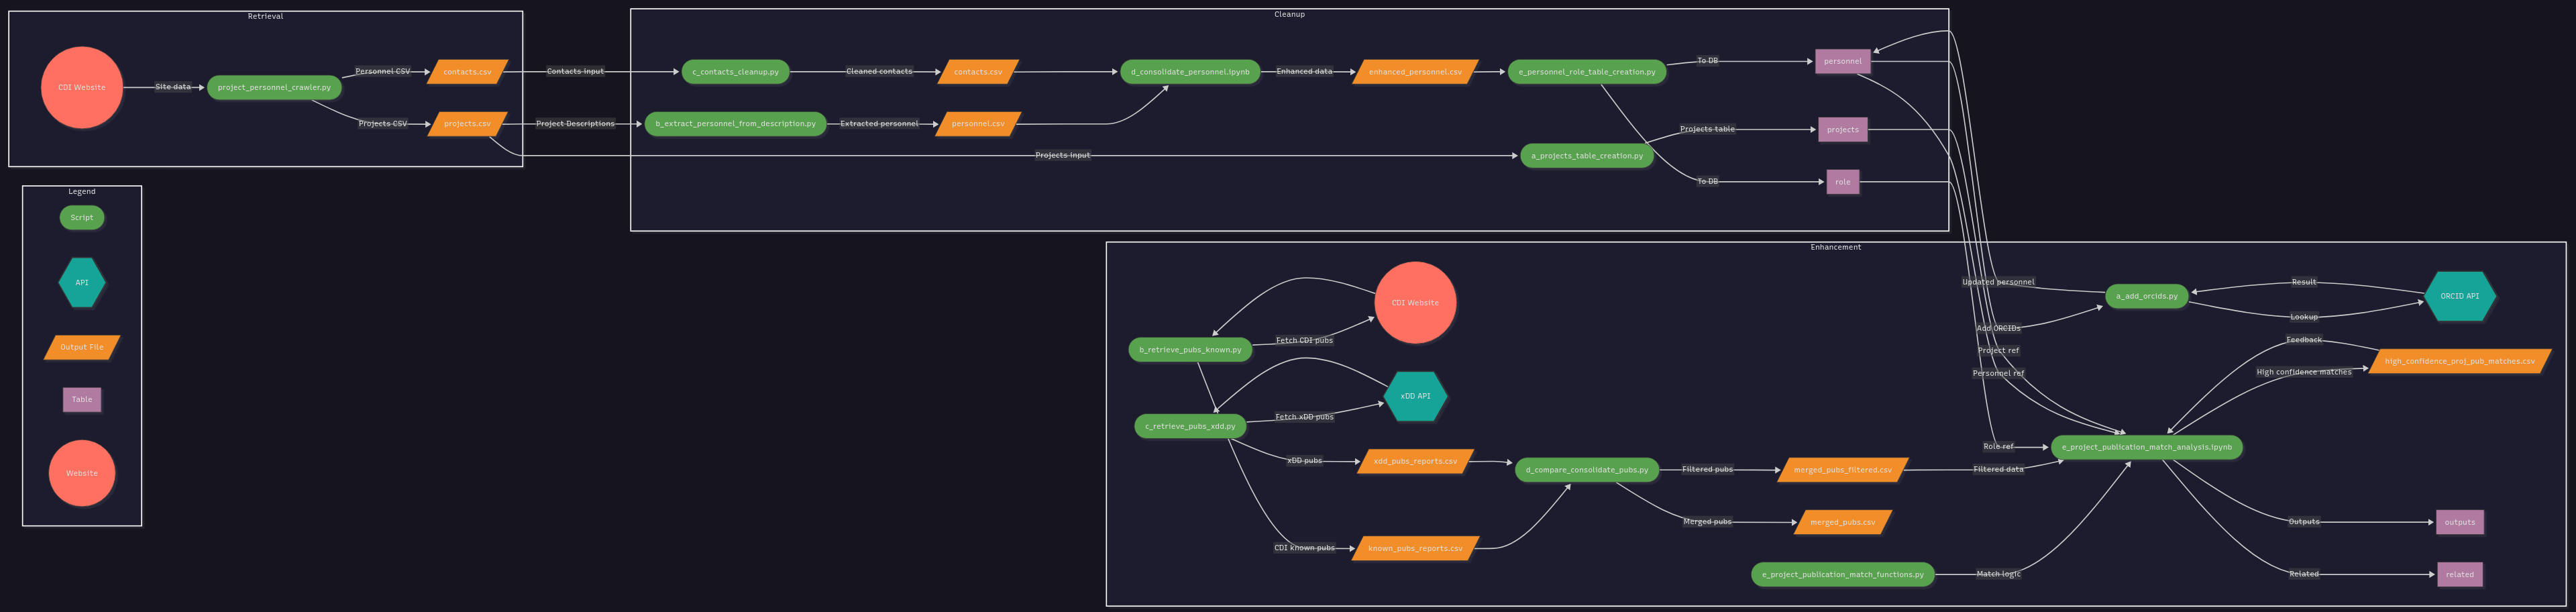 Retrieval
CDI Website
Site data
project_personnel_crawler.py
Personnel CSV
contacts.csv
Projects CSV
projects.csv
Contacts input
Project Descriptions
Projects input
Cleanup
c_contacts_cleanup.py
Cleaned contacts
contacts.csv
d_consolidate_personnel.ipynb
Enhanced data
enhanced_personnel.csv
e_personnel_role_table_creation.py
To DB
personnel
b_extract_personnel_from_description.py
Extracted personnel
personnel.csv
Projects table
projects
a_projects_table_creation.py
To DB
role
Legend
Script
API
Output File
Table
Website
Enhancement
CDI Website
b_retrieve_pubs_known.py
Fetch CDI pubs
xDD API
c_retrieve_pubs_xdd.py
Fetch xDD pubs
xDD pubs
xdd_pubs_reports.csv
CDI known pubs
known_pubs_reports.csv
d_compare_consolidate_pubs.py
Filtered pubs
merged_pubs_filtered.csv
Filtered data
Merged pubs
merged_pubs.csv
e_project_publication_match_functions.py
Match logic
Updated personnel
Add ORCIDs
Project ref
Personnel ref
Role ref
a_add_orcids.py
Result
Lookup
ORCID API
Feedback
High confidence matches
high_confidence_proj_pub_matches.csv
e_project_publication_match_analysis.ipynb
Outputs
outputs
Related
related